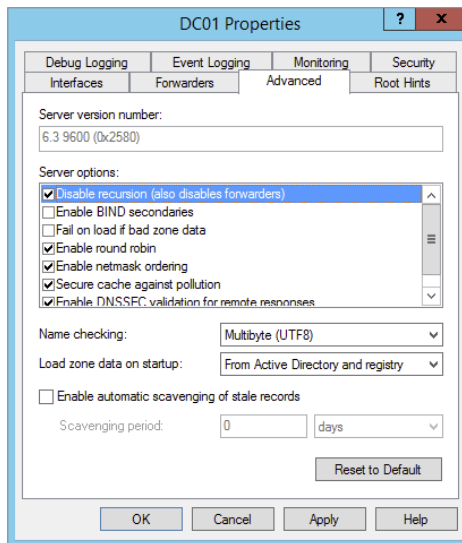 DC01 Properties
? x
Debug Logging Event Logging Monitoring Security
Interfaces Forwarders Advanced Root Hints
Server version number:
6.3 9600 (0x2580)
Server options:
Disable recursion (also disables forwarders)
Enable BIND secondaries
Fail on load if bad zone data
Enable round robin
Enable netmask ordering
Secure cache against pollution
Enable DNSSEC validation for remote responses
Name checking: Multibyte (UTF8)
Load zone data on startup: From Active Directory and registry
Enable automatic scavenging of stale records
Scavenging period: 0 days
Reset to Default
OK Cancel Apply Help